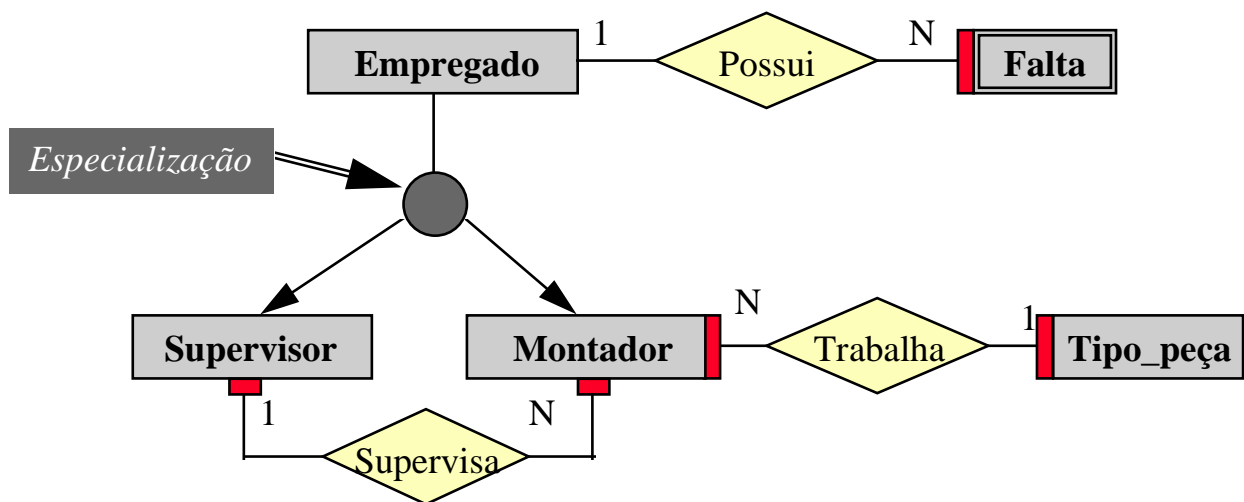 1
N
Empregado
Possui
Falta
Especialização
N
1
Supervisor
Montador
Trabalha
Tipo_peça
1
N
Supervisa